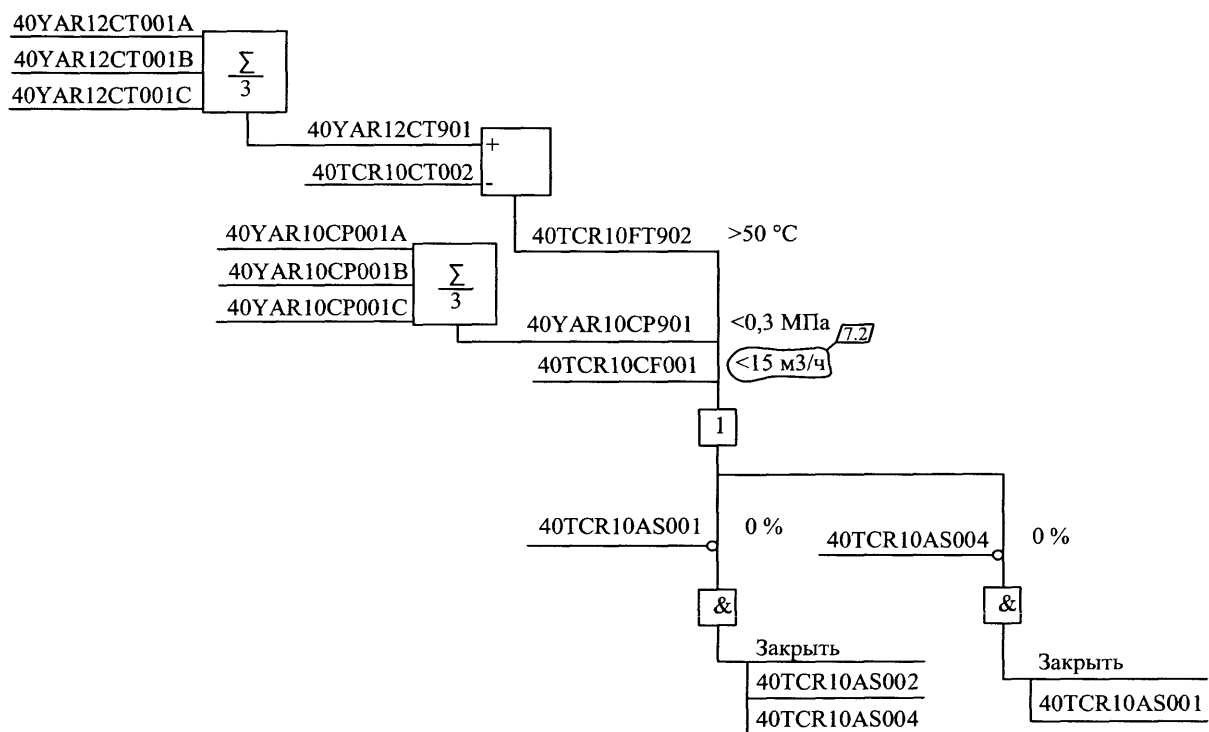 40YAR12CT001A
40YAR12CT001B
40YAR12CT001C
∑
3
40YAR12CT901
+
40TCR10CT002
-
40TCR10FT902 >50 °C
40YAR10CP001A
40YAR10CP001B
40YAR10CP001C
∑
3
40YAR10CP901 <0,3 МПа
7.2
40TCR10CF001 <15 м3/ч
1
40TCR10AS001 0 %
40TCR10AS004 0 %
&
&
Закрыть
40TCR10AS002
40TCR10AS004
Закрыть
40TCR10AS001